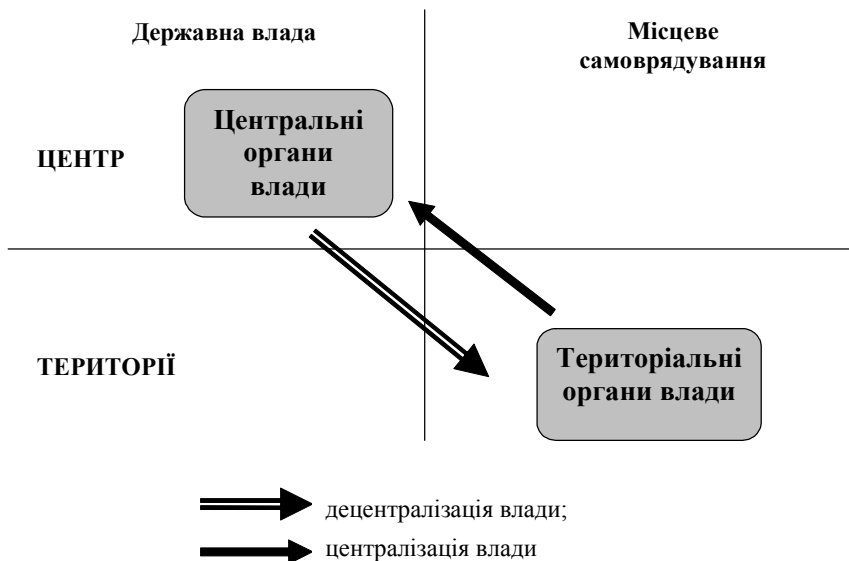 Державна влада
Місцеве
самоврядування
ЦЕНТР
Центральні
органи
влади
ТЕРИТОРІЇ
Територіальні
органи влади
децентралізація влади;
централізація влади